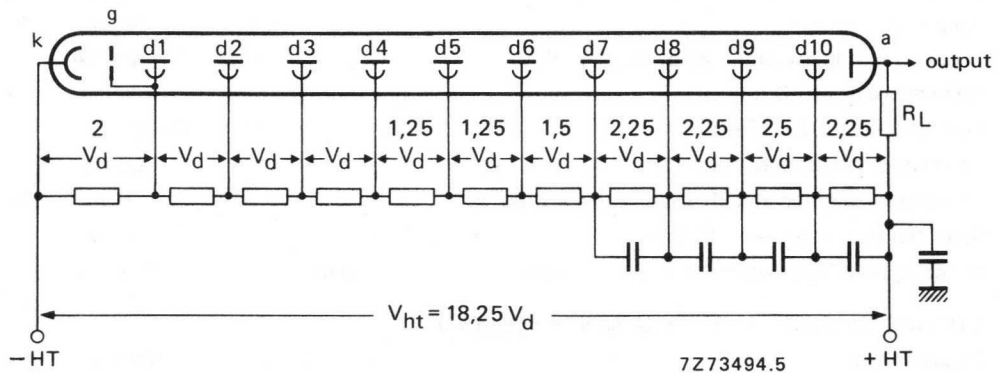 g
k d1 d2 d3 d4 d5 d6 d7 d8 d9 d10 a
output
R_L
2 1,25 1,25 1,5 2,25 2,25 2,5 2,25
V_d V_d V_d V_d V_d V_d V_d V_d V_d V_d V_d
V_ht = 18,25 V_d
− HT + HT
7Z73494.5